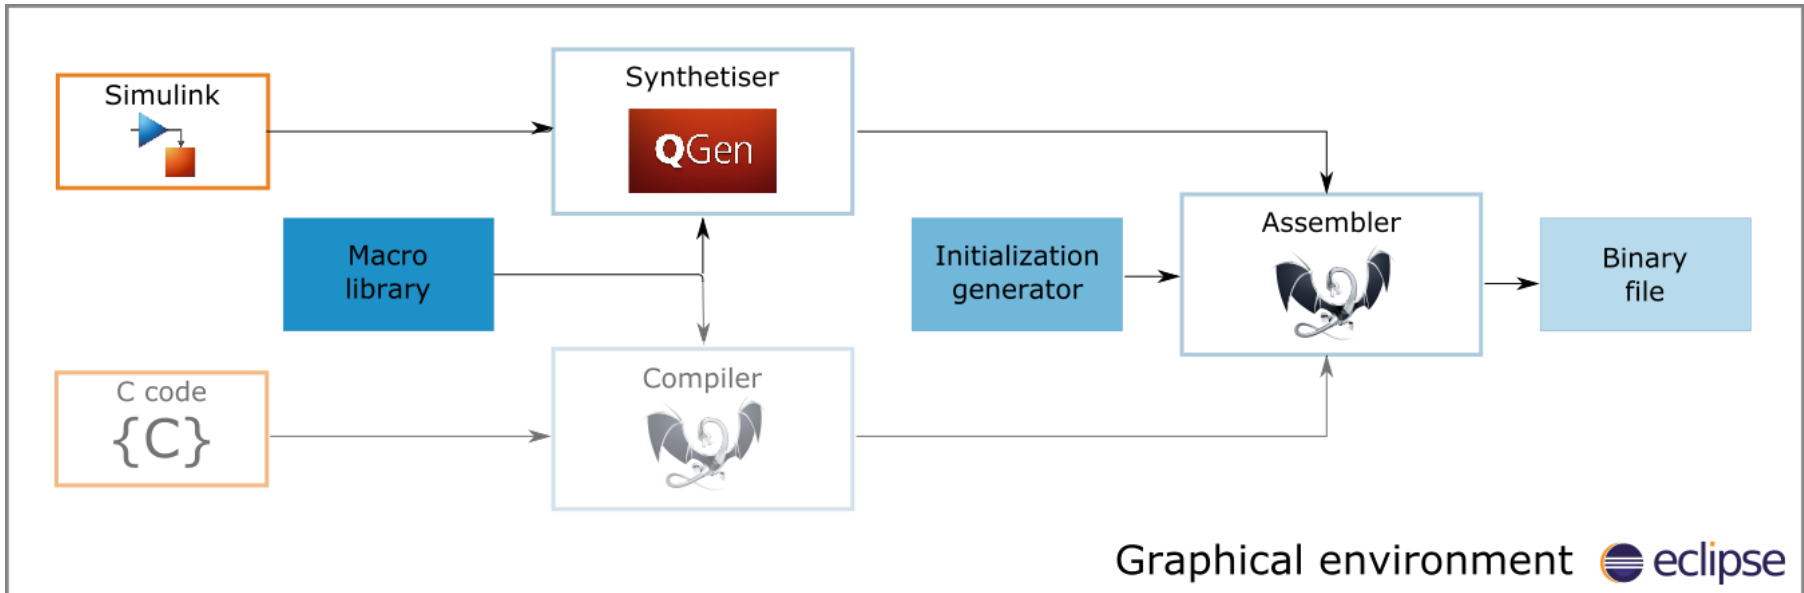 Simulink
Synthetiser
QGen
Macro
library
Initialization
generator
Assembler
Binary
file
C code
{C}
Compiler
Graphical environment eclipse